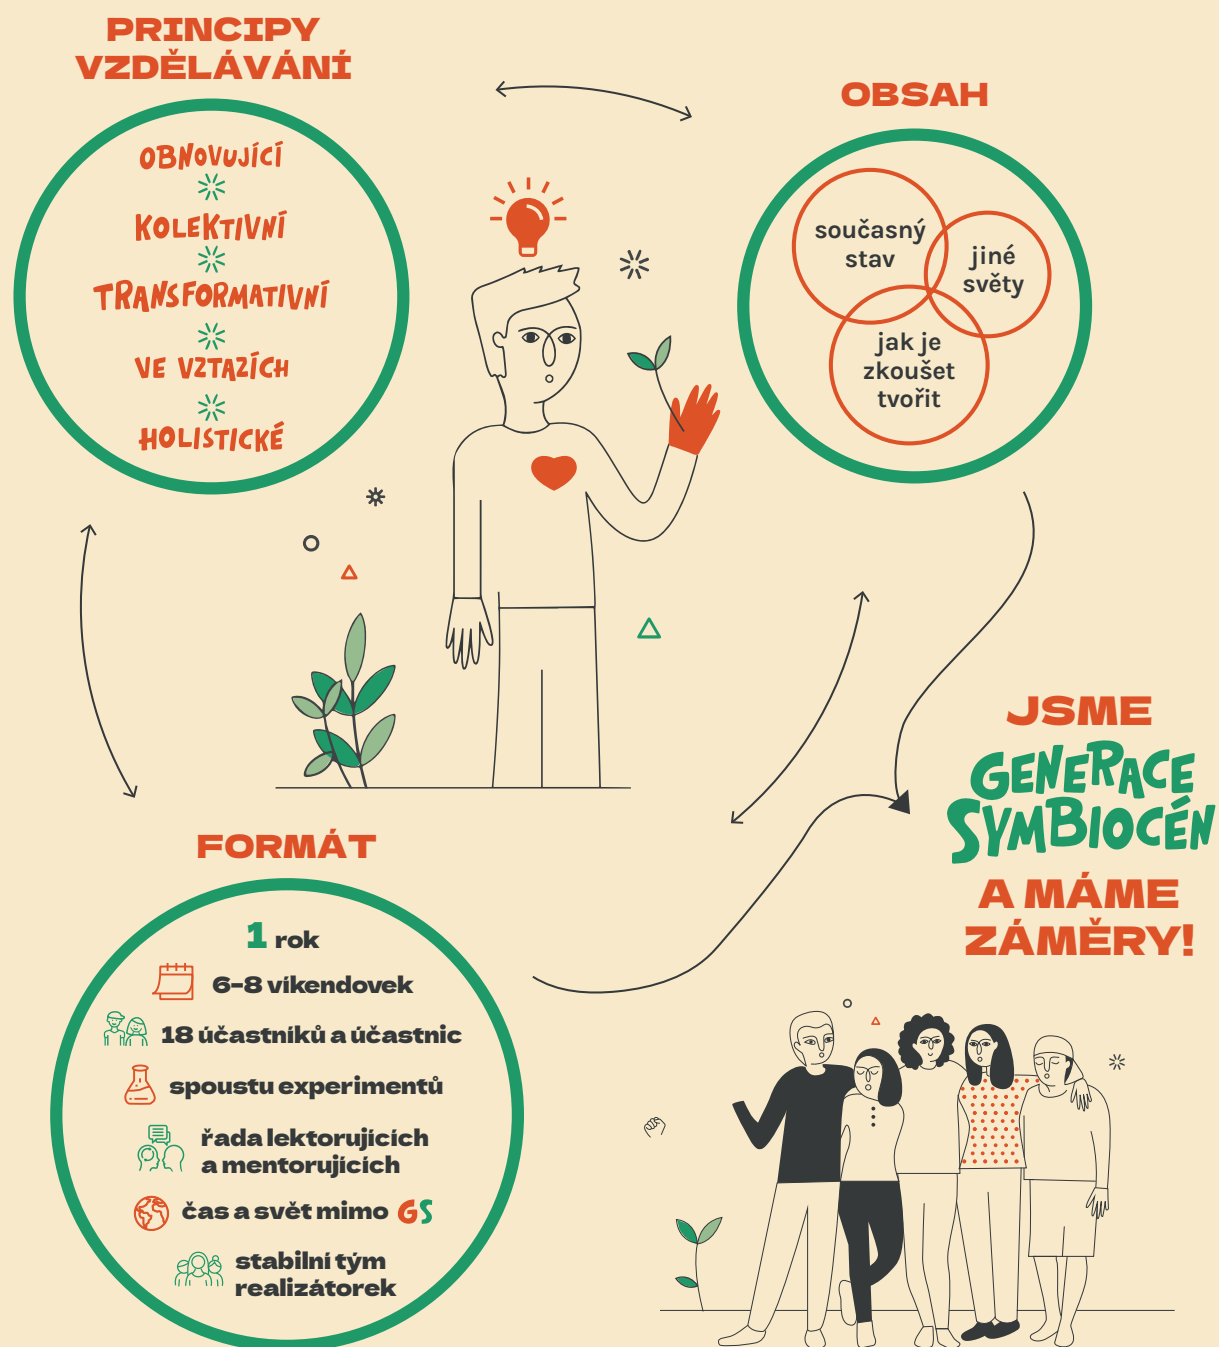 PRINCIPY
VZDĚLÁVÁNÍ
OBNOVUJÍCÍ
KOLEKTIVNÍ
TRANSFORMATIVNÍ
VE VZTAZÍCH
HOLISTICKÉ
OBSAH
současný
stav
jiné
světy
jak je
zkoušet
tvořit
FORMÁT
1 rok
6–8 víkendovek
18 účastníků a účastnic
spoustu experimentů
řada lektorujících
a mentorujících
čas a svět mimo GS
stabilní tým
realizátorek
JSME
GENERACE
SYMBIOCÉN
A MÁME
ZÁMĚRY!